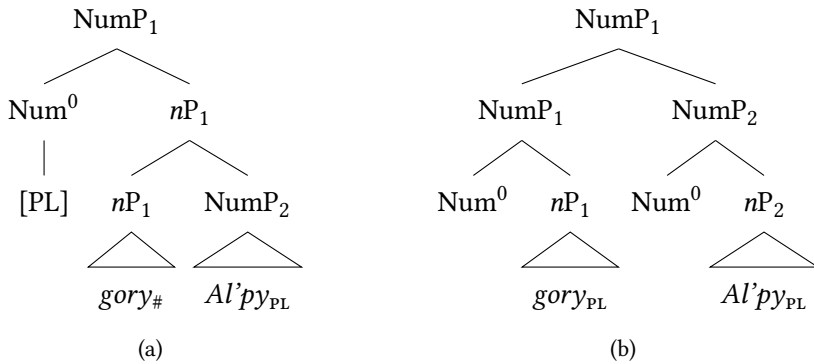 NumP₁ NumP₁
Num⁰ nP₁ NumP₁ NumP₂
[PL] nP₁ NumP₂ Num⁰ nP₁ Num⁰ nP₂
gory# Al’pyPL goryPL Al’pyPL
(a) (b)